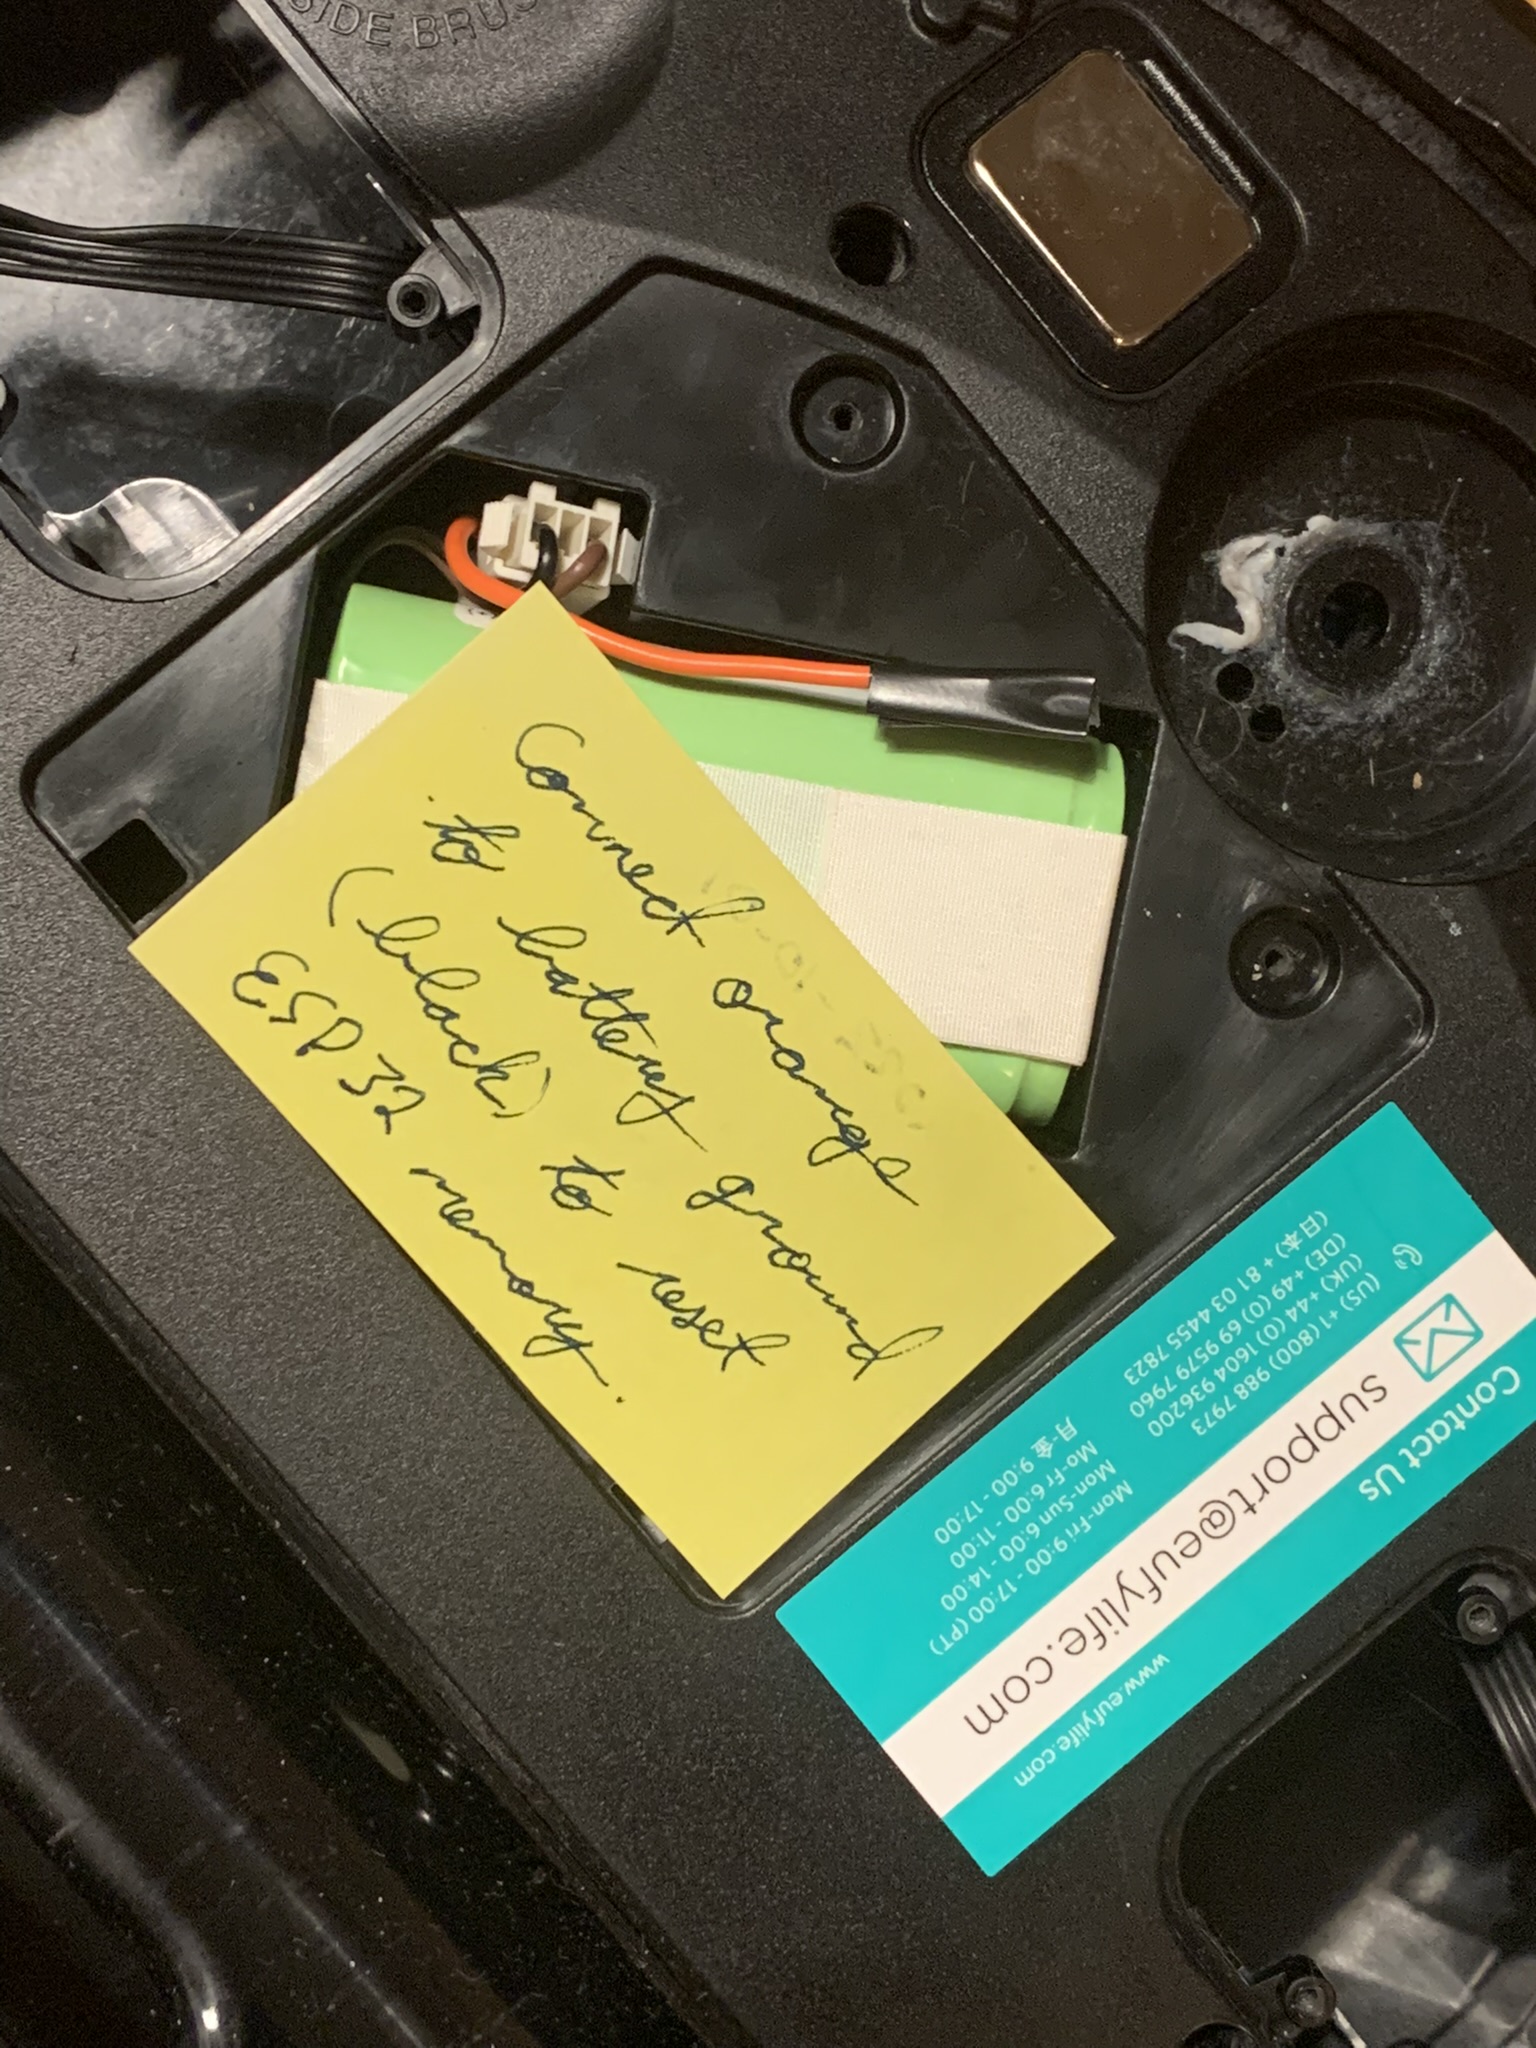 SIDE BRUS
Connect orange
to battery ground
(black) to reset
ESP32 memory.
Contact Us
support@eufylife.com
(US) +1 (800) 988 7973
Mon-Fri 9:00 - 17:00 (PT)
(UK) +44 (0) 1604 936200
Mon-Sun 6:00 - 14:00
(DE) +49 (0) 69 9579 7960
Mo-Fr 6:00 - 11:00
(日本) + 81 03 4455 7823
月-金 9:00 - 17:00
www.eufylife.com